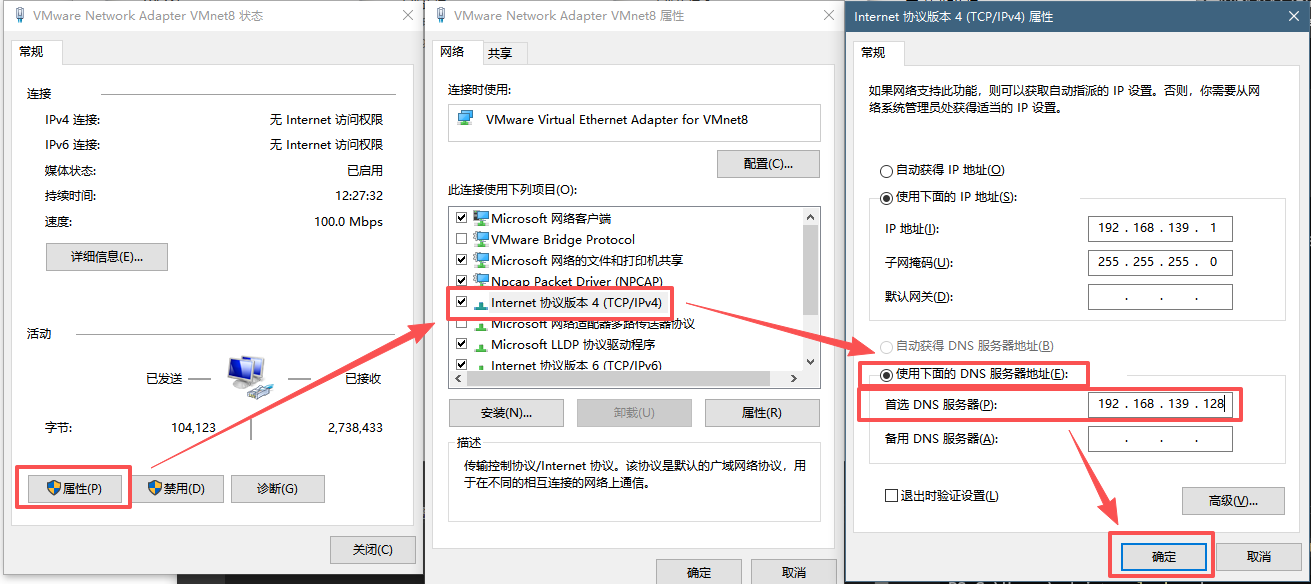 VMware Network Adapter VMnet8 状态
常规
连接
IPv4 连接:
无 Internet 访问权限
IPv6 连接:
无 Internet 访问权限
媒体状态:
已启用
持续时间:
12:27:32
速度:
100.0 Mbps
详细信息(E)...
活动
已发送
已接收
字节:
104,123
2,738,433
属性(P)
禁用(D)
诊断(G)
关闭(C)
VMware Network Adapter VMnet8 属性
网络
共享
连接时使用:
VMware Virtual Ethernet Adapter for VMnet8
配置(C)...
此连接使用下列项目(O):
Microsoft 网络客户端
VMware Bridge Protocol
Microsoft 网络的文件和打印机共享
Npcap Packet Driver (NPCAP)
Internet 协议版本 4 (TCP/IPv4)
Microsoft 网络适配器多路传送器协议
Microsoft LLDP 协议驱动程序
Internet 协议版本 6 (TCP/IPv6)
安装(N)...
卸载(U)
属性(R)
描述
传输控制协议/Internet 协议。该协议是默认的广域网络协议，用
于在不同的相互连接的网络上通信。
确定
取消
Internet 协议版本 4 (TCP/IPv4) 属性
常规
如果网络支持此功能，则可以获取自动指派的 IP 设置。否则，你需要从网
络系统管理员处获得适当的 IP 设置。
自动获得 IP 地址(O)
使用下面的 IP 地址(S):
IP 地址(I):
192 . 168 . 139 . 1
子网掩码(U):
255 . 255 . 255 . 0
默认网关(D):
. . .
自动获得 DNS 服务器地址(B)
使用下面的 DNS 服务器地址(E):
首选 DNS 服务器(P):
192 . 168 . 139 . 128
备用 DNS 服务器(A):
. . .
退出时验证设置(L)
高级(V)...
确定
取消